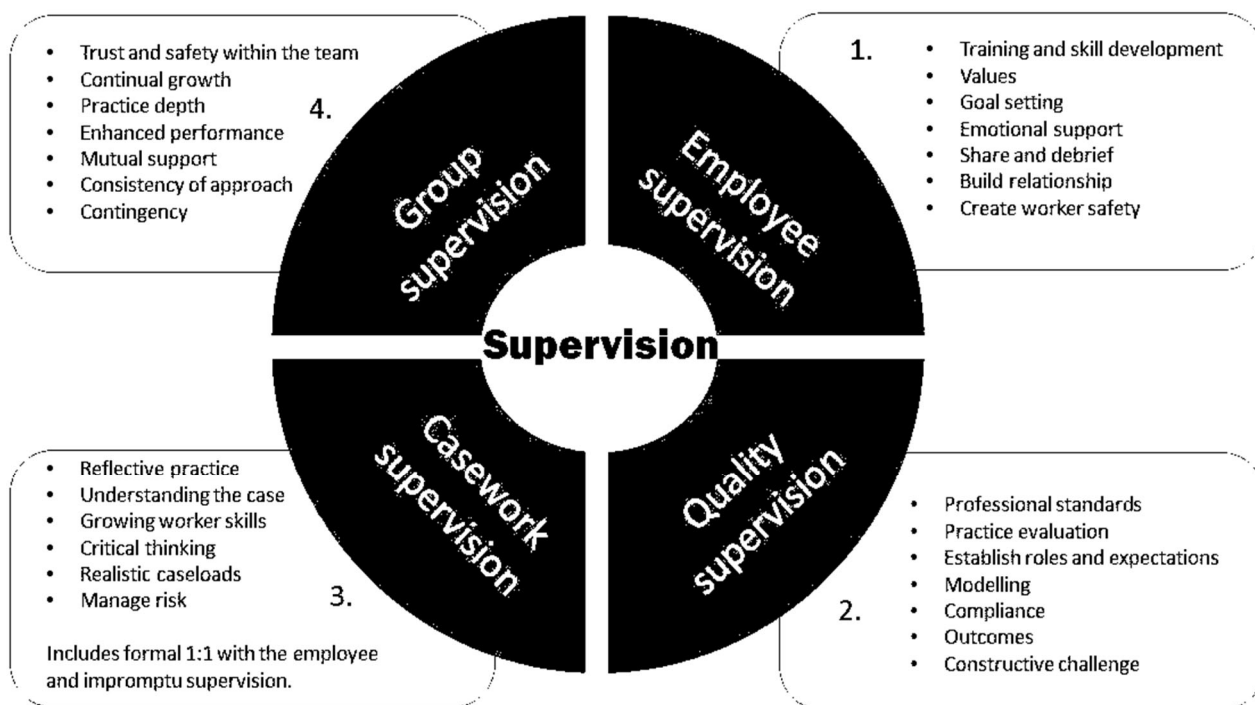 • Trust and safety within the team
• Continual growth
• Practice depth
• Enhanced performance
• Mutual support
• Consistency of approach
• Contingency
4.
Group
supervision
1.
• Training and skill development
• Values
• Goal setting
• Emotional support
• Share and debrief
• Build relationship
• Create worker safety
Employee
supervision
Supervision
• Reflective practice
• Understanding the case
• Growing worker skills
• Critical thinking
• Realistic caseloads
• Manage risk
3.
Includes formal 1:1 with the employee
and impromptu supervision.
Casework
supervision
Quality
supervision
2.
• Professional standards
• Practice evaluation
• Establish roles and expectations
• Modelling
• Compliance
• Outcomes
• Constructive challenge